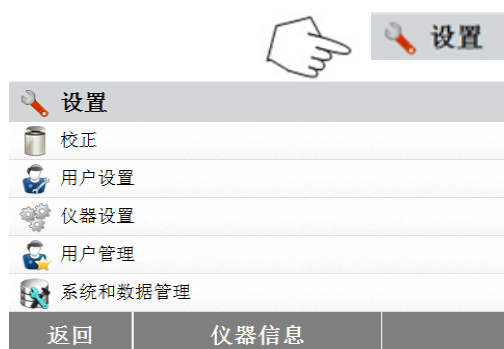 设置
设置
校正
用户设置
仪器设置
用户管理
系统和数据管理
返回 仪器信息